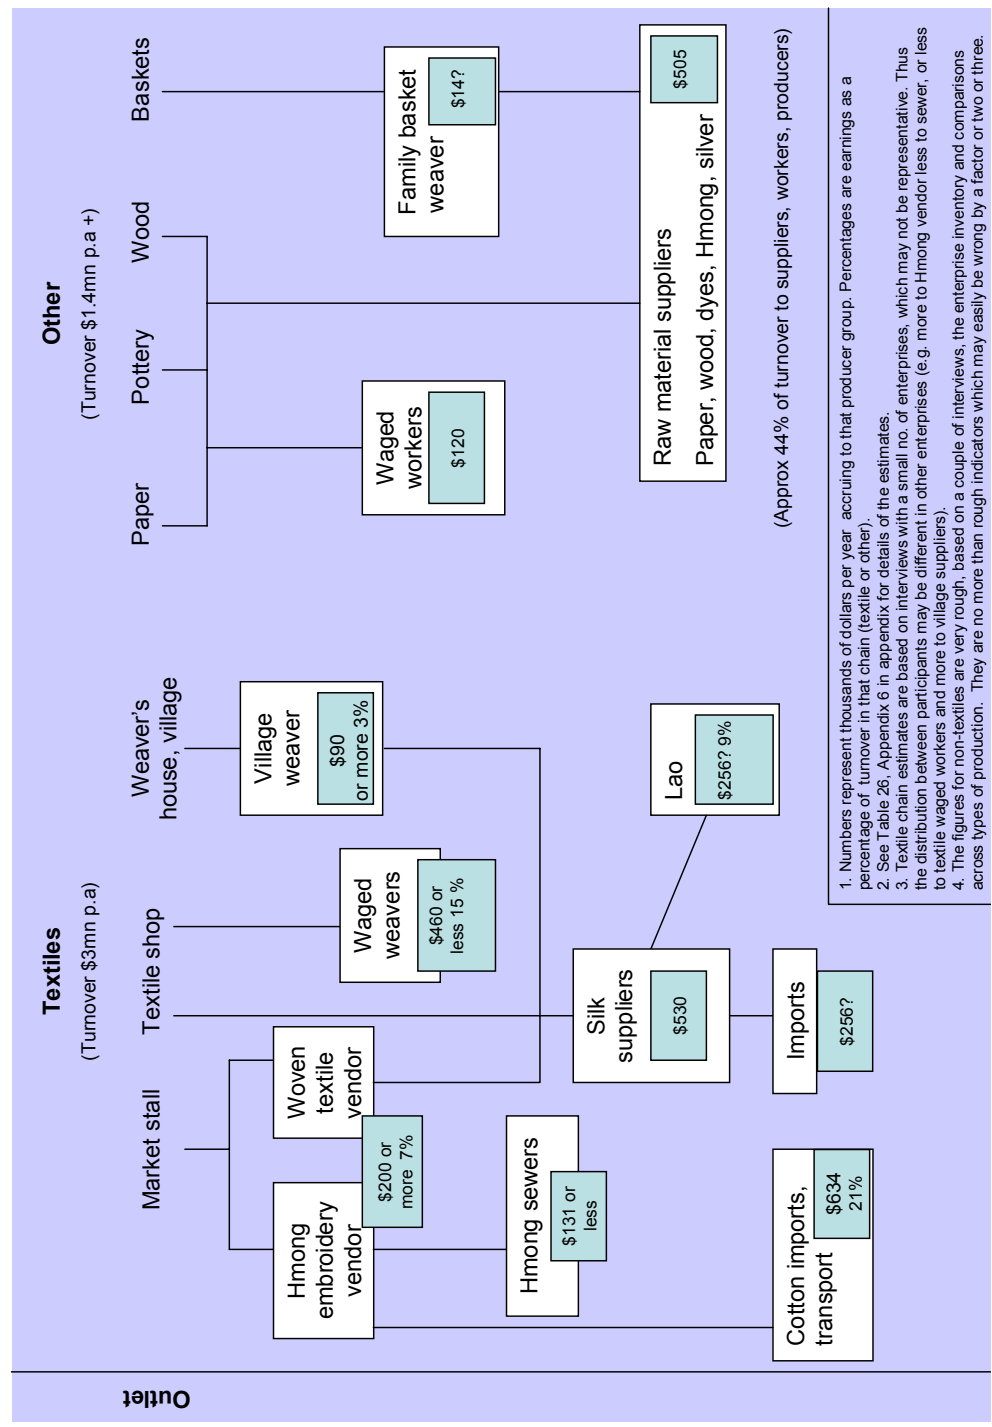 Outlet
Textiles
(Turnover $3mn p.a)
Market stall
Textile shop
Weaver's
house, village
Hmong
embroidery
vendor
Woven
textile
vendor
$200 or
more 7%
Waged
weavers
$460 or
less 15 %
Village
weaver
$90
or more 3%
Hmong sewers
$131 or
less
Silk
suppliers
$530
Lao
$256? 9%
Cotton imports,
transport
$634
21%
Imports
$256?
Other
(Turnover $1.4mn p.a +)
Paper
Pottery
Wood
Baskets
Waged
workers
$120
Family basket
weaver
$14?
Raw material suppliers
Paper, wood, dyes, Hmong, silver
$505
(Approx 44% of turnover to suppliers, workers, producers)
1. Numbers represent thousands of dollars per year accruing to that producer group. Percentages are earnings as a
percentage of turnover in that chain (textile or other).
2. See Table 26, Appendix 6 in appendix for details of the estimates.
3. Textile chain estimates are based on interviews with a small no. of enterprises, which may not be representative. Thus
the distribution between participants may be different in other enterprises (e.g. more to Hmong vendor less to sewer, or less
to textile waged workers and more to village suppliers).
4. The figures for non-textiles are very rough, based on a couple of interviews, the enterprise inventory and comparisons
across types of production. They are no more than rough indicators which may easily be wrong by a factor or two or three.